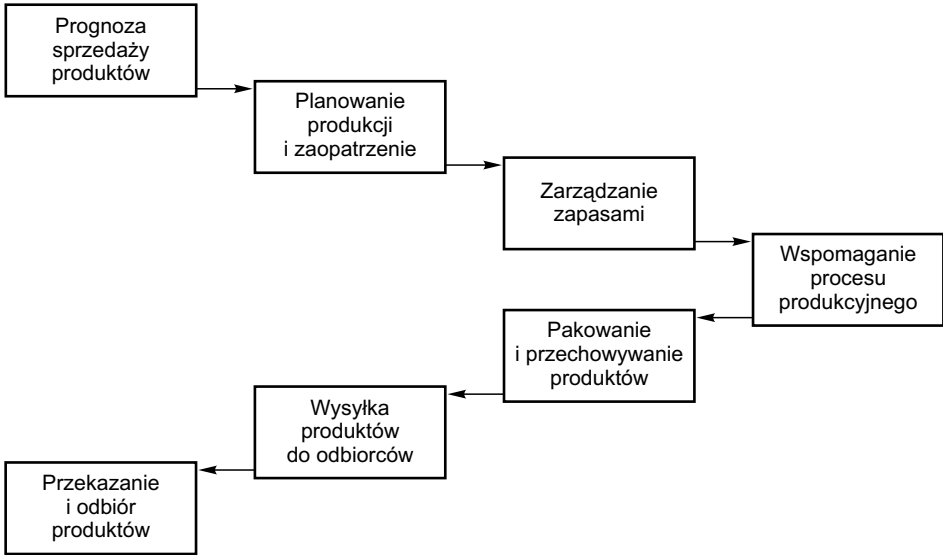 Prognoza
sprzedaży
produktów
Planowanie
produkcji
i zaopatrzenie
Zarządzanie
zapasami
Wspomaganie
procesu
produkcyjnego
Pakowanie
i przechowywanie
produktów
Wysyłka
produktów
do odbiorców
Przekazanie
i odbiór
produktów